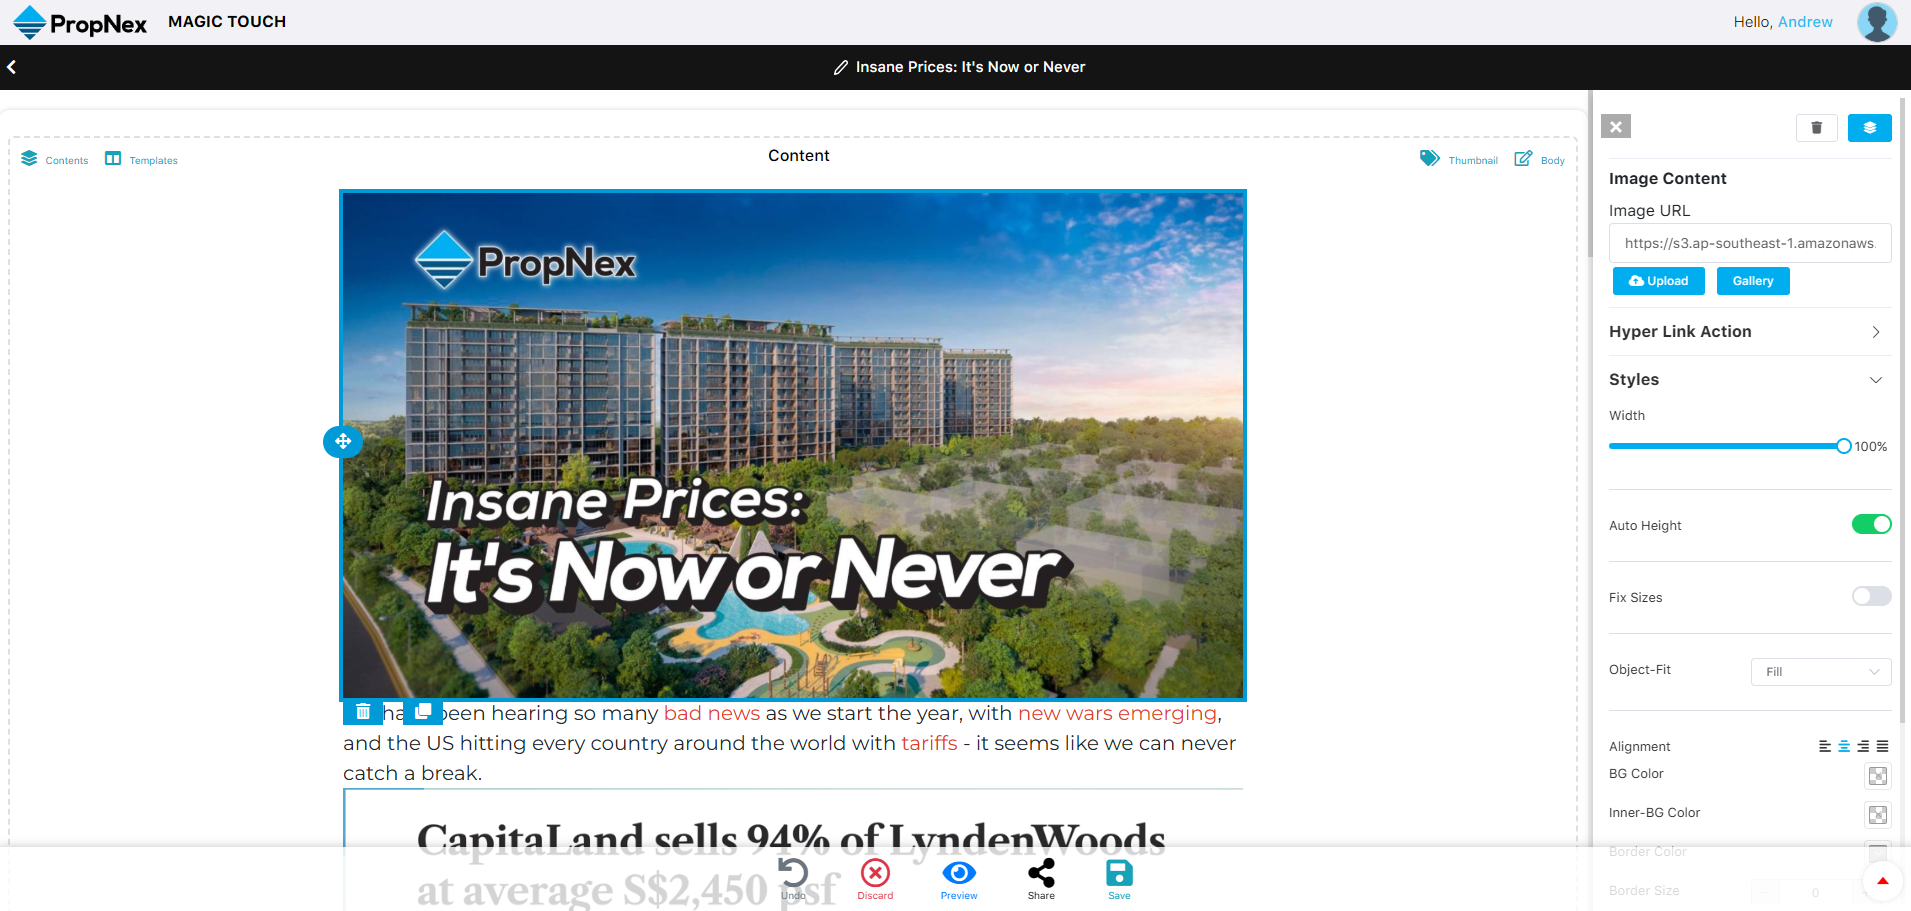 PropNex MAGIC TOUCH
Hello, Andrew
Insane Prices: It's Now or Never
Contents Templates
Content
Thumbnail Body
PropNex
Insane Prices:
It's Now or Never
been hearing so many bad news as we start the year, with new wars emerging,
and the US hitting every country around the world with tariffs - it seems like we can never
catch a break.
CapitaLand sells 94% of LyndenWoods
at average S$2,450 psf
Undo
Discard
Preview
Share
Save
Image Content
Image URL
https://s3.ap-southeast-1.amazonaws.
Upload
Gallery
Hyper Link Action
Styles
Width
100%
Auto Height
Fix Sizes
Object-Fit
Fill
Alignment
BG Color
Inner-BG Color
Border Color
Border Size
0